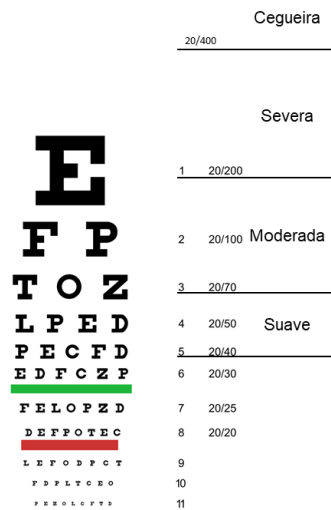 Cegueira
20/400
Severa
E 1 20/200
F P 2 20/100 Moderada
T O Z 3 20/70
L P E D 4 20/50 Suave
P E C F D 5 20/40
E D F C Z P 6 20/30
F E L O P Z D 7 20/25
D E F P O T E C 8 20/20
L E F O D P C T 9
F D P L T C E O 10
P E Z O L C F T D 11